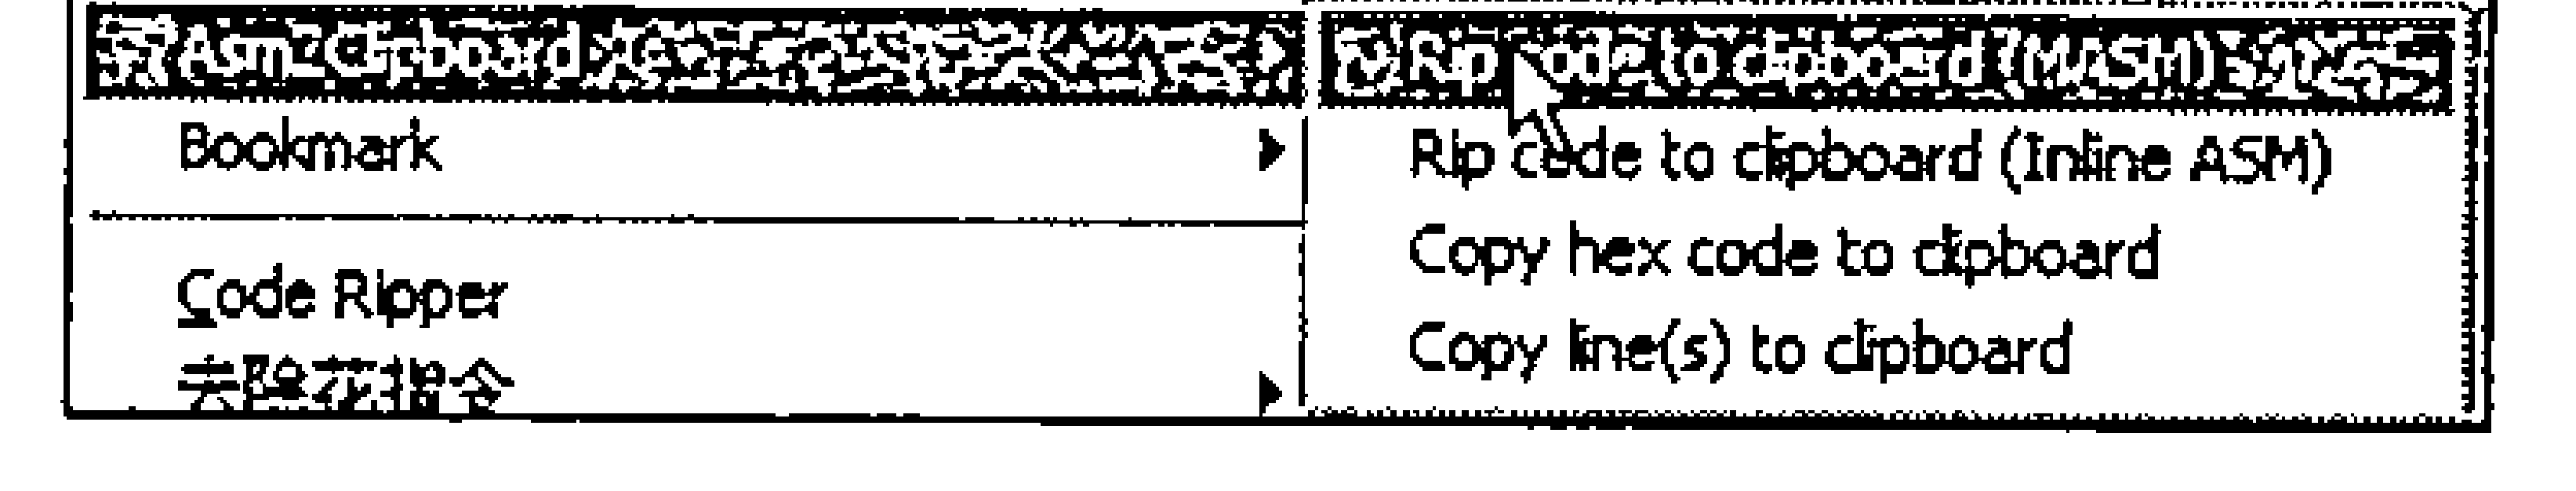 Asm2Clipboard
Bookmark
Code Ripper
去除花指令
Rip code to clipboard (MASM)
Rip code to clipboard (Inline ASM)
Copy hex code to clipboard
Copy line(s) to clipboard